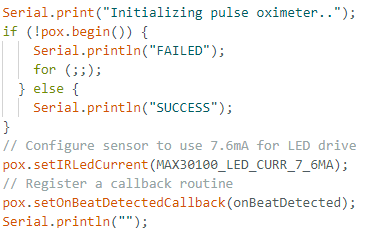 Serial.print("Initializing pulse oximeter..");
if (!pox.begin()) {
    Serial.println("FAILED");
    for (;;);
  } else {
    Serial.println("SUCCESS");
}
// Configure sensor to use 7.6mA for LED drive
pox.setIRLedCurrent(MAX30100_LED_CURR_7_6MA);
// Register a callback routine
pox.setOnBeatDetectedCallback(onBeatDetected);
Serial.println("");